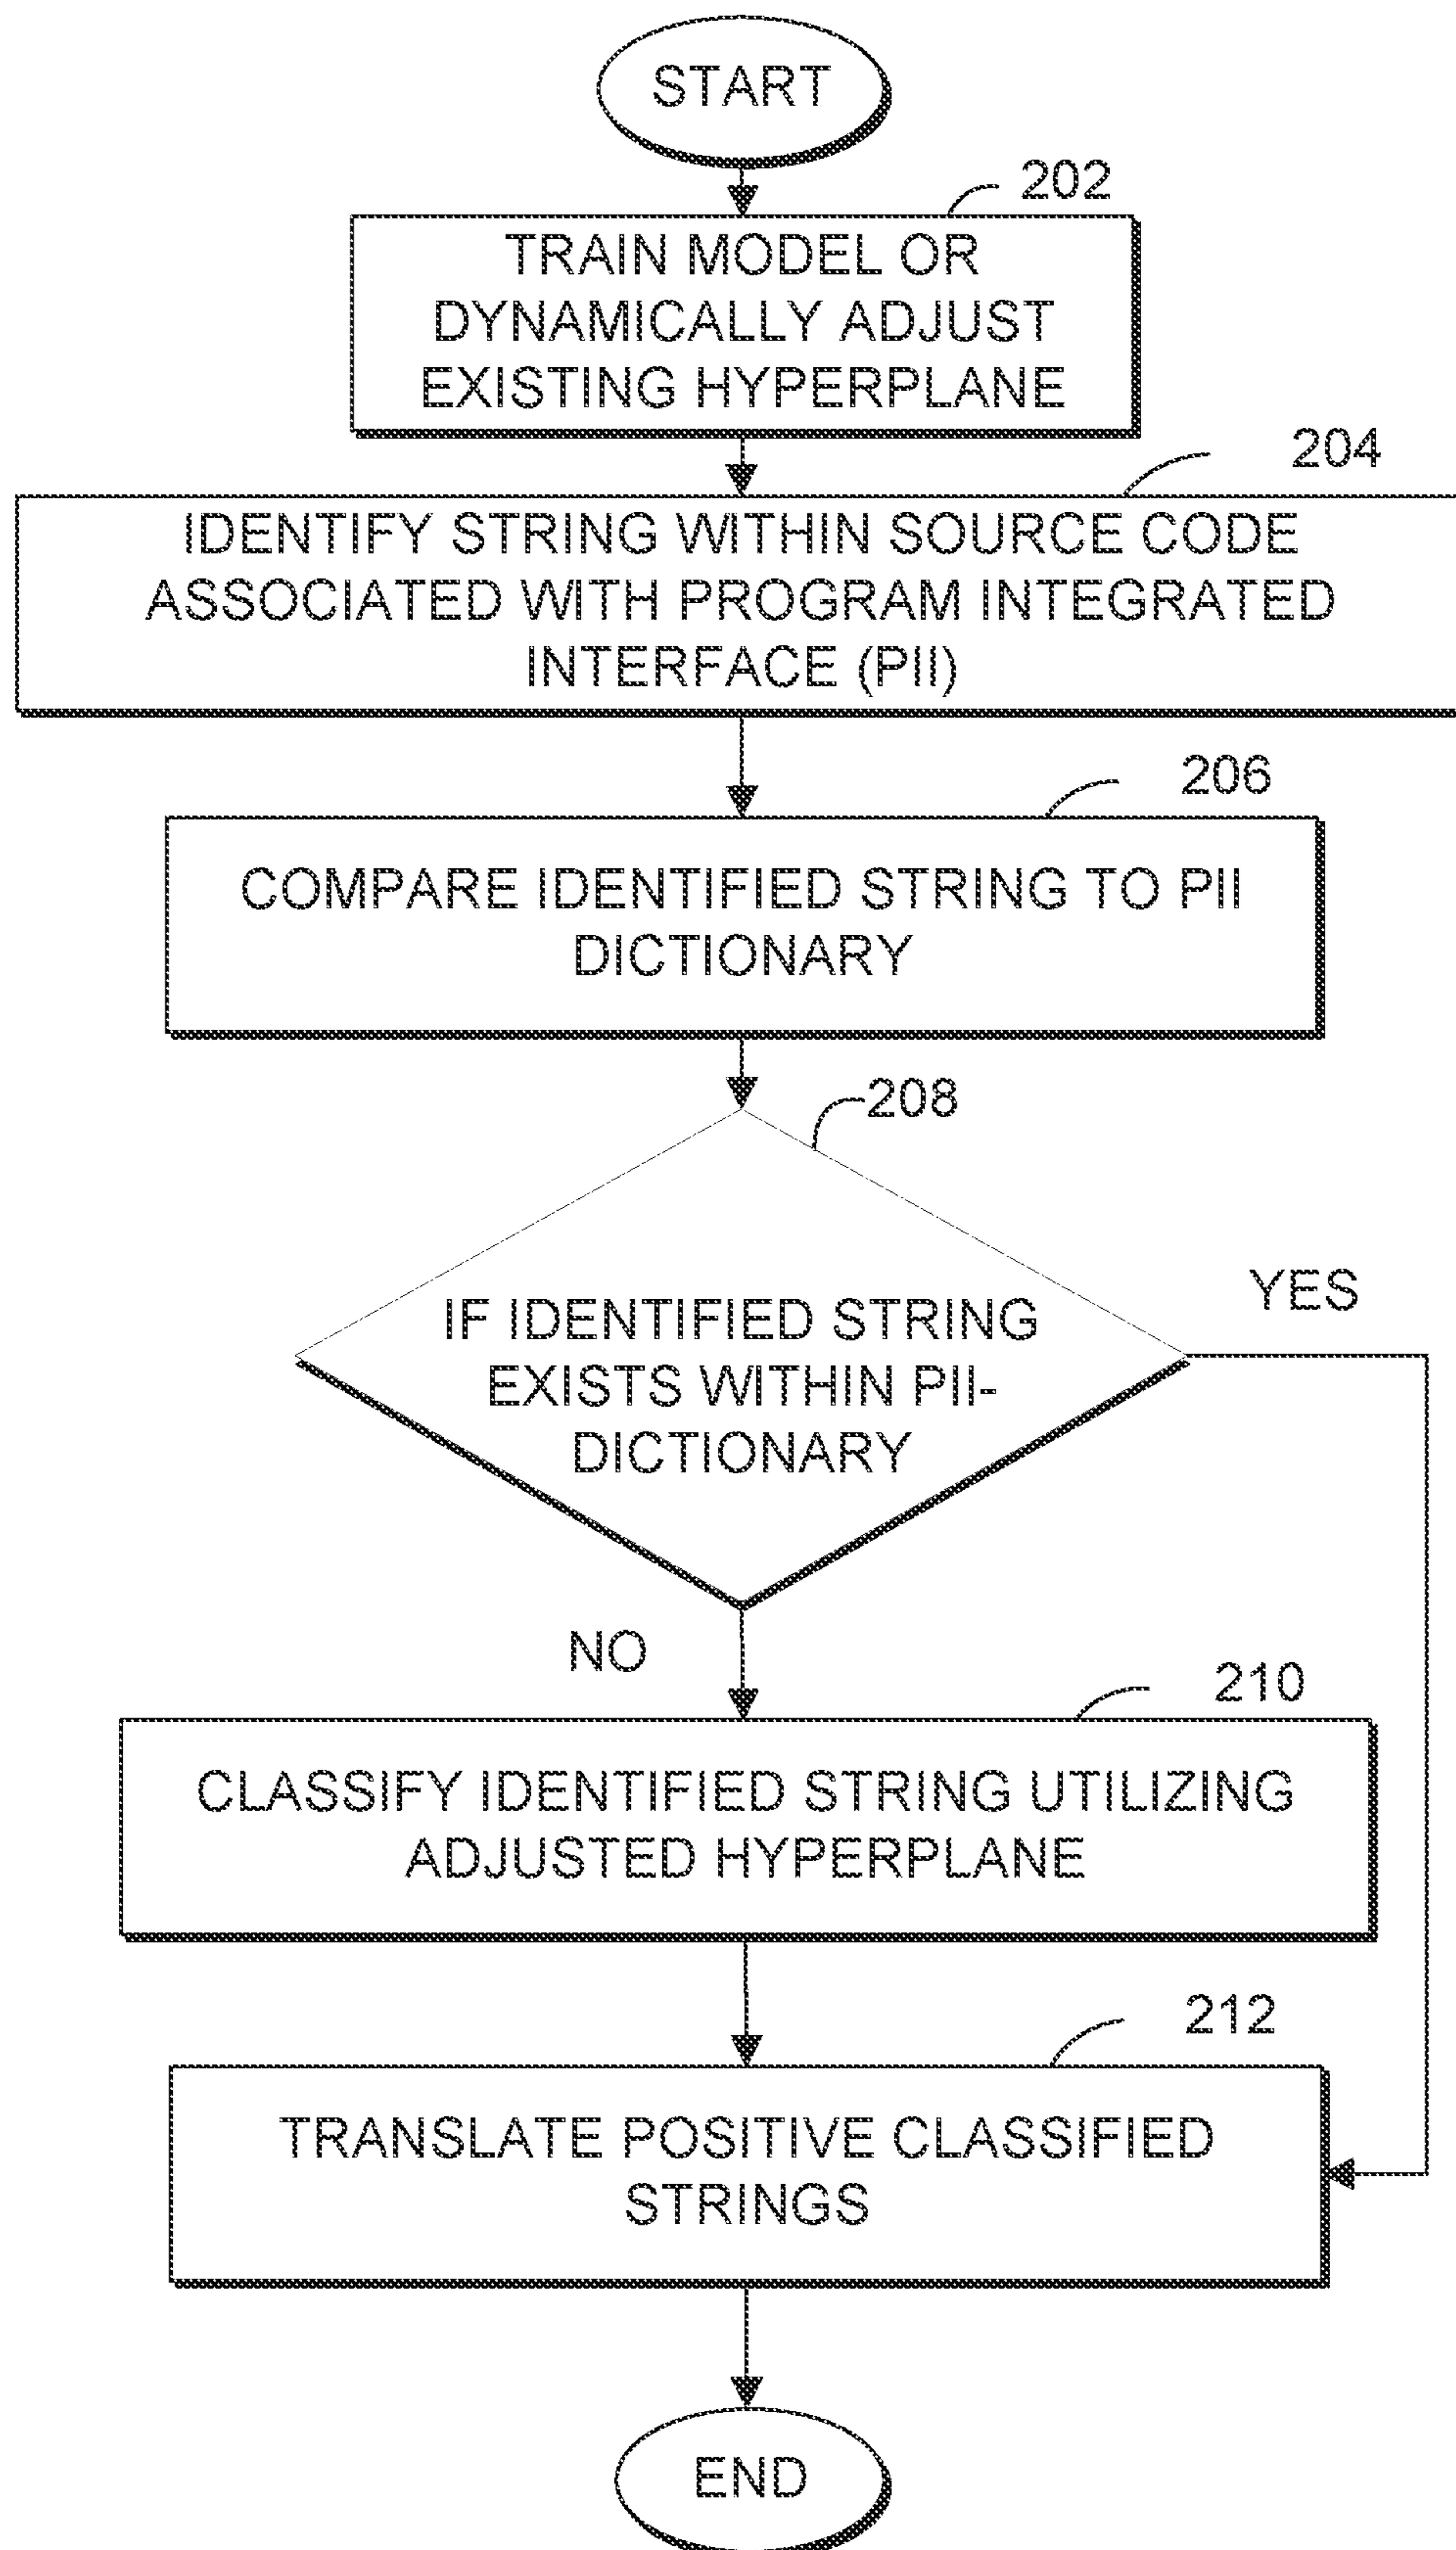 START
202
TRAIN MODEL OR
DYNAMICALLY ADJUST
EXISTING HYPERPLANE
204
IDENTIFY STRING WITHIN SOURCE CODE
ASSOCIATED WITH PROGRAM INTEGRATED
INTERFACE (PII)
206
COMPARE IDENTIFIED STRING TO PII
DICTIONARY
208
IF IDENTIFIED STRING
EXISTS WITHIN PII-
DICTIONARY
YES
NO
210
CLASSIFY IDENTIFIED STRING UTILIZING
ADJUSTED HYPERPLANE
212
TRANSLATE POSITIVE CLASSIFIED
STRINGS
END